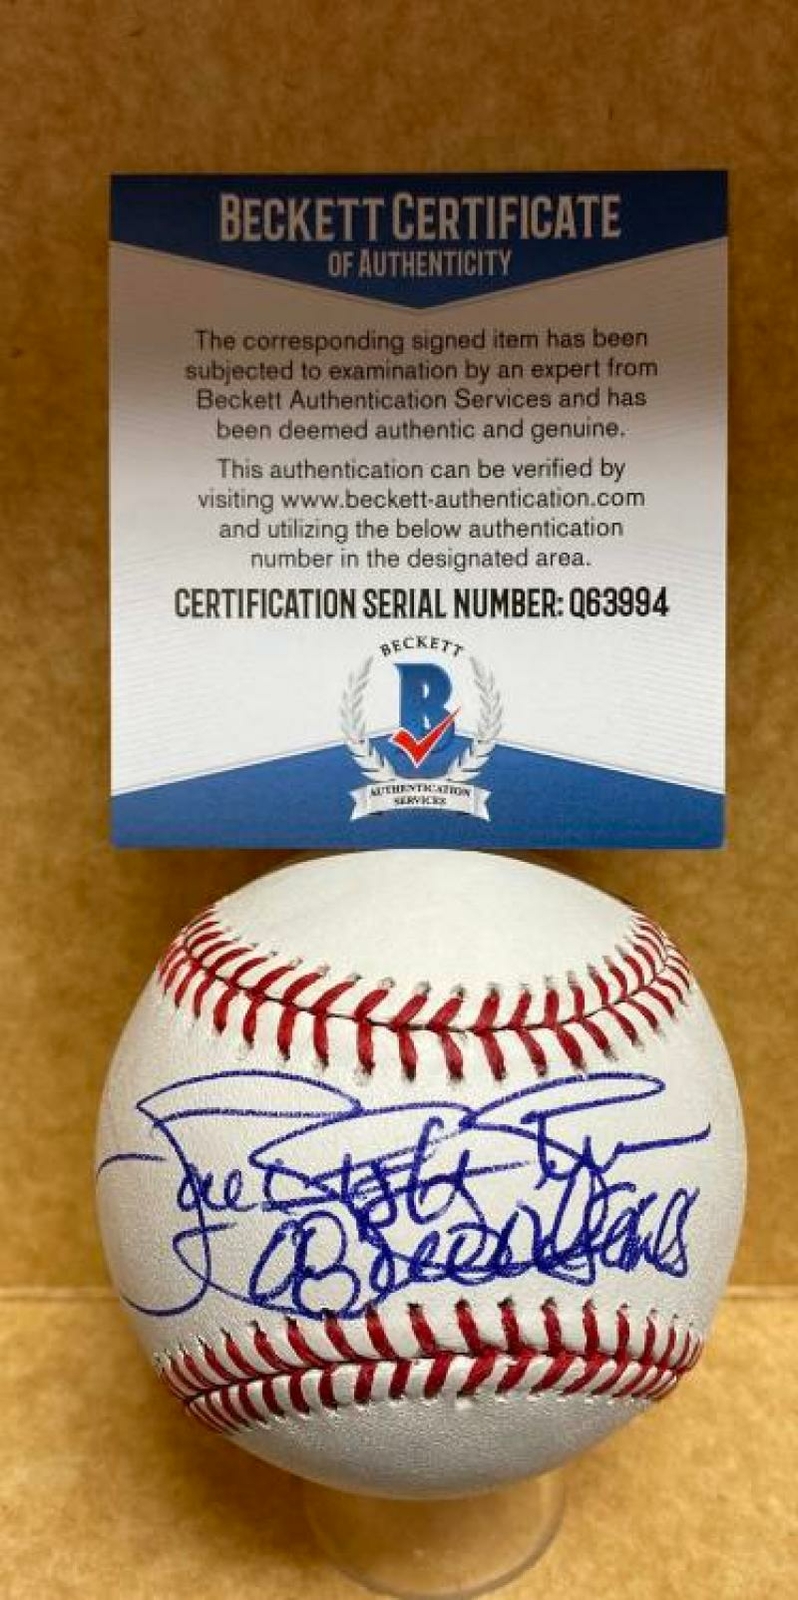 BECKETT CERTIFICATE
OF AUTHENTICITY
The corresponding signed item has been
subjected to examination by an expert from
Beckett Authentication Services and has
been deemed authentic and genuine.
This authentication can be verified by
visiting www.beckett-authentication.com
and utilizing the below authentication
number in the designated area.
CERTIFICATION SERIAL NUMBER: Q63994
BECKETT
B
AUTHENTICATION
SERVICES